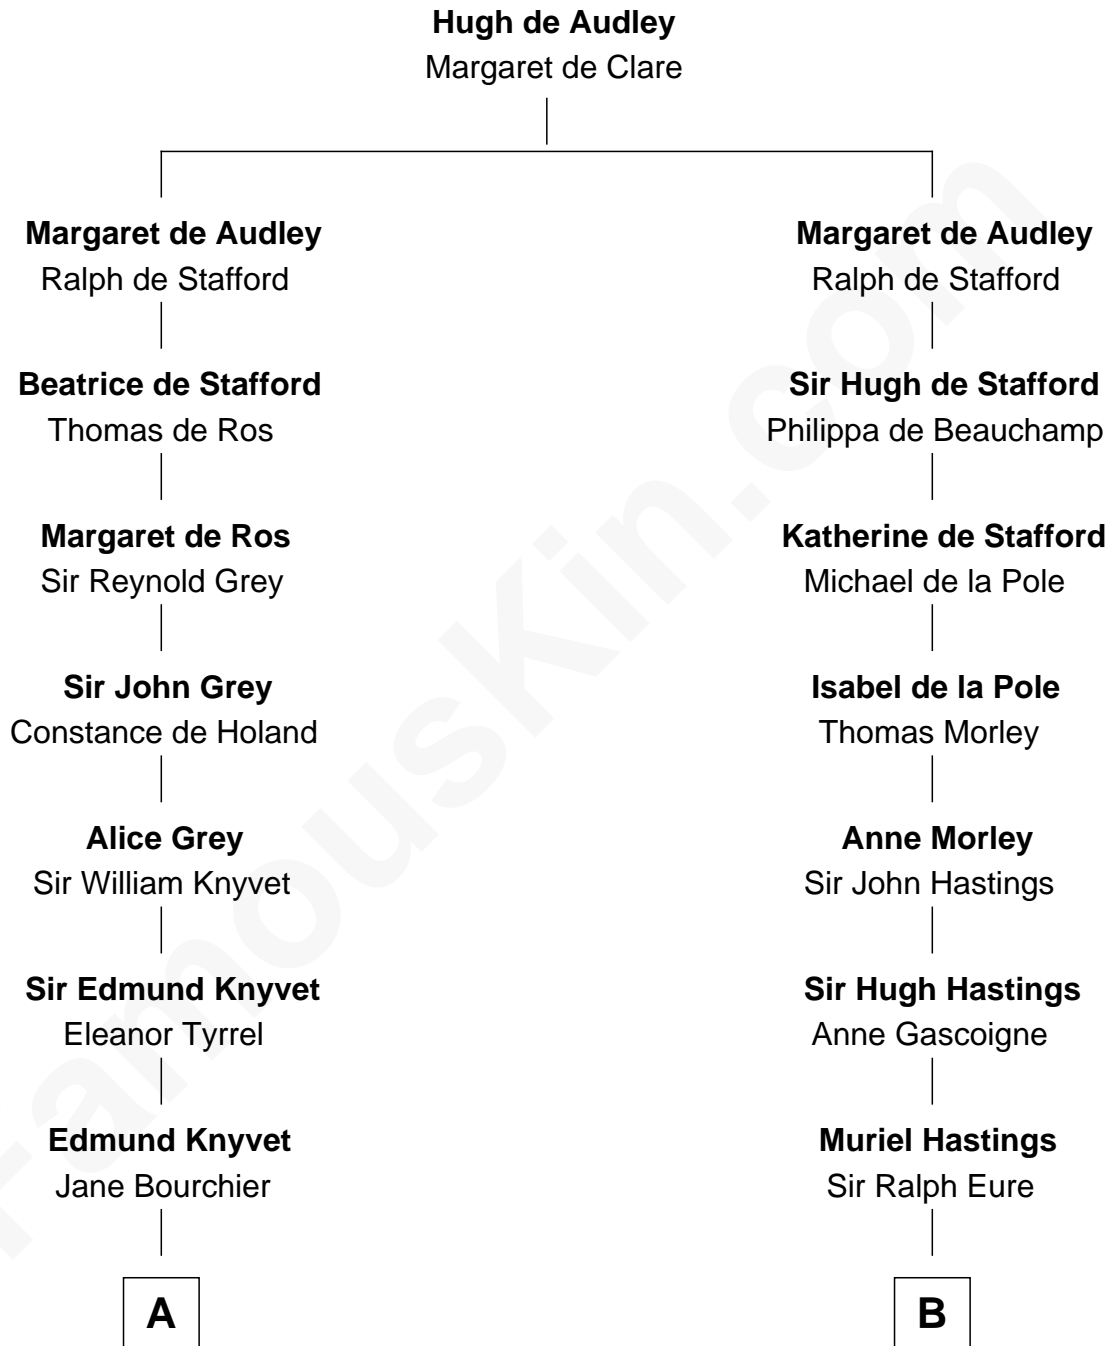 Hugh de Audley
Margaret de Clare
Margaret de Audley
Ralph de Stafford
Margaret de Audley
Ralph de Stafford
Beatrice de Stafford
Thomas de Ros
Sir Hugh de Stafford
Philippa de Beauchamp
Margaret de Ros
Sir Reynold Grey
Katherine de Stafford
Michael de la Pole
Sir John Grey
Constance de Holand
Isabel de la Pole
Thomas Morley
Alice Grey
Sir William Knyvet
Anne Morley
Sir John Hastings
Sir Edmund Knyvet
Eleanor Tyrrel
Sir Hugh Hastings
Anne Gascoigne
Edmund Knyvet
Jane Bourchier
Muriel Hastings
Sir Ralph Eure
A
B
FamousKin.com